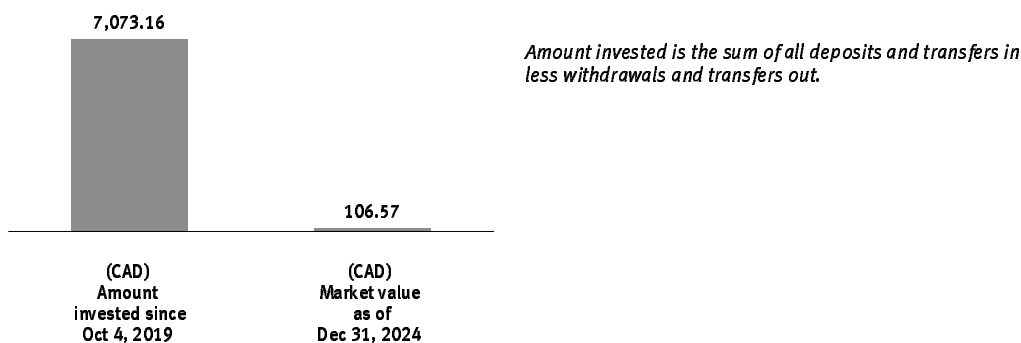 7,073.16
Amount invested is the sum of all deposits and transfers in
less withdrawals and transfers out.
106.57
(CAD)
Amount
invested since
Oct 4, 2019
(CAD)
Market value
as of
Dec 31, 2024